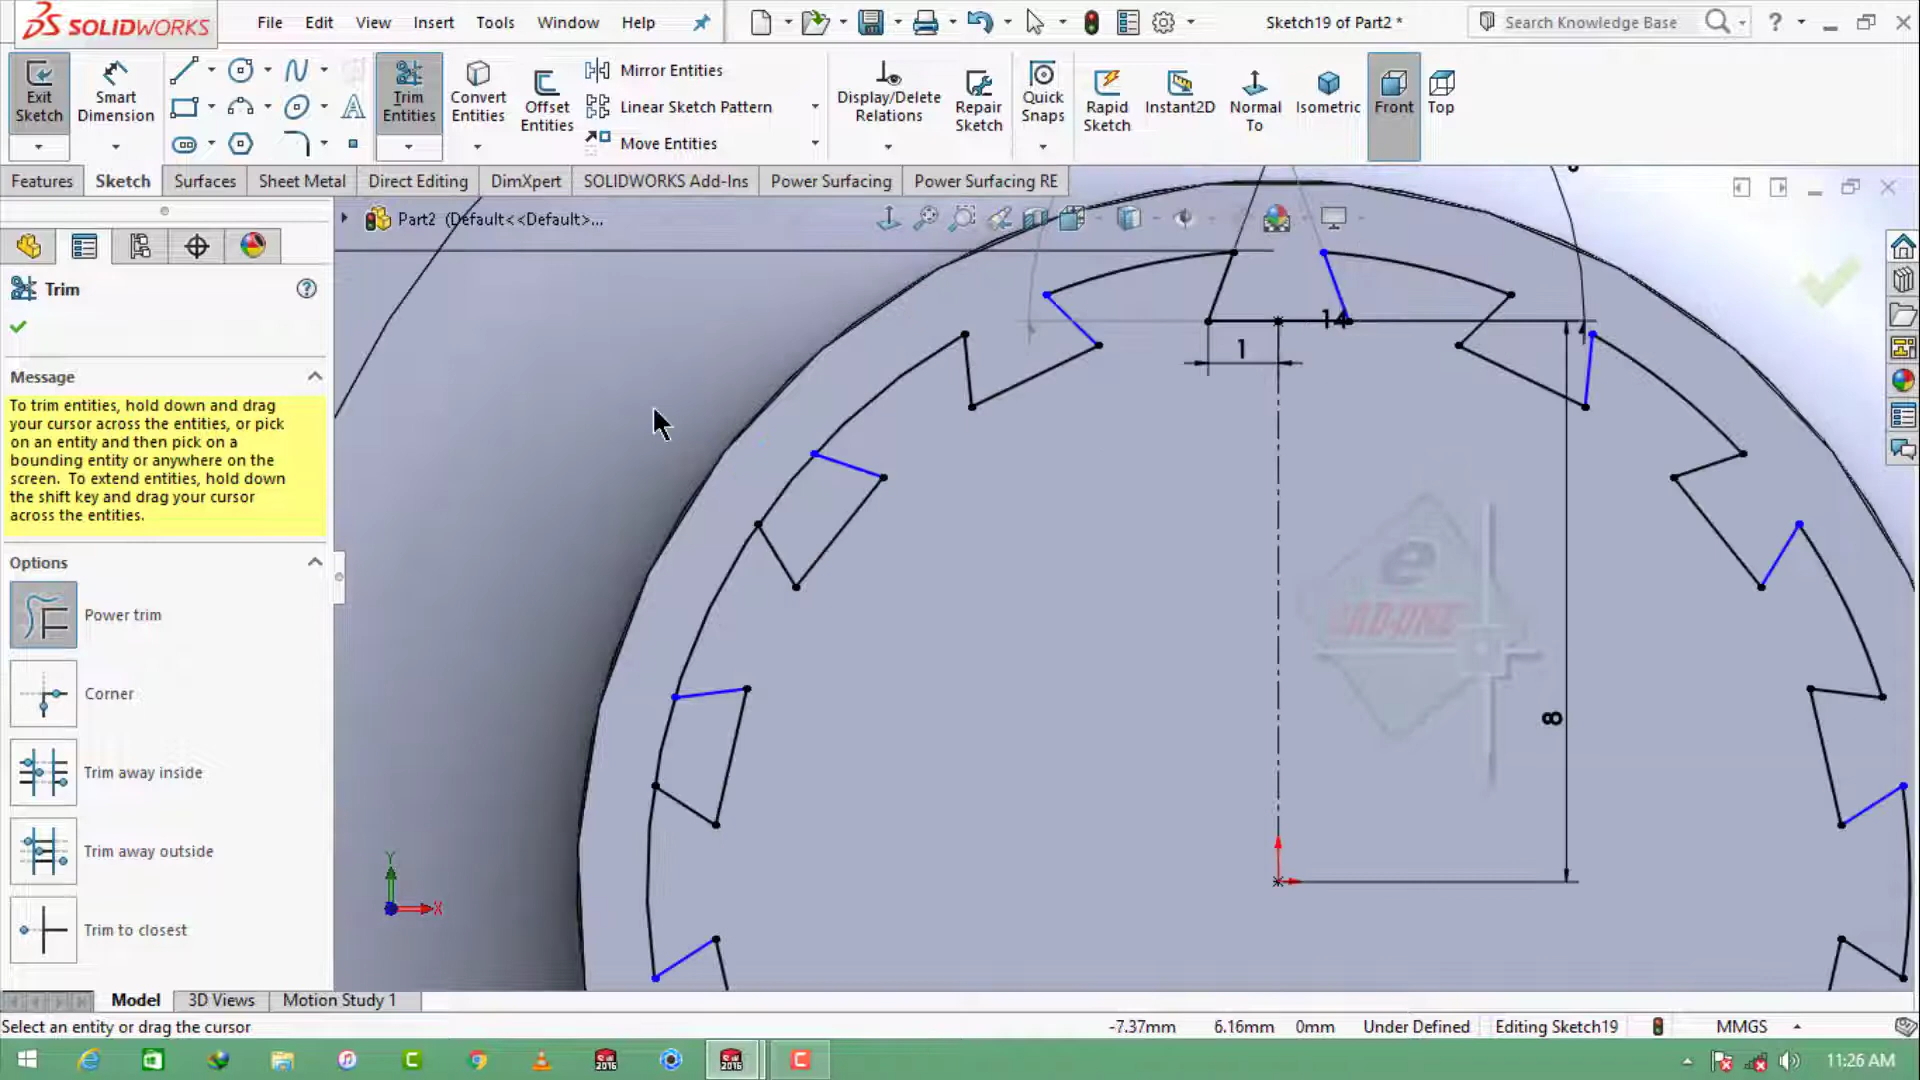 SOLIDWORKS
File Edit View Insert Tools Window Help
Sketch19 of Part2 *
Search Knowledge Base
Exit Sketch
Smart Dimension
Trim Entities
Convert Entities
Offset Entities
Mirror Entities
Linear Sketch Pattern
Move Entities
Display/Delete Relations
Repair Sketch
Quick Snaps
Rapid Sketch
Instant2D
Normal To
Isometric
Front
Top
Features Sketch Surfaces Sheet Metal Direct Editing DimXpert SOLIDWORKS Add-Ins Power Surfacing Power Surfacing RE
Part2 (Default<<Default>...
Trim
Message
To trim entities, hold down and drag
your cursor across the entities, or pick
on an entity and then pick on a
bounding entity or anywhere on the
screen. To extend entities, hold down
the shift key and drag your cursor
across the entities.
Options
Power trim
Corner
Trim away inside
Trim away outside
Trim to closest
14
1
8
e
Y
X
Model 3D Views Motion Study 1
Select an entity or drag the cursor
-7.37mm 6.16mm 0mm Under Defined Editing Sketch19 MMGS
2016
2016
11:26 AM